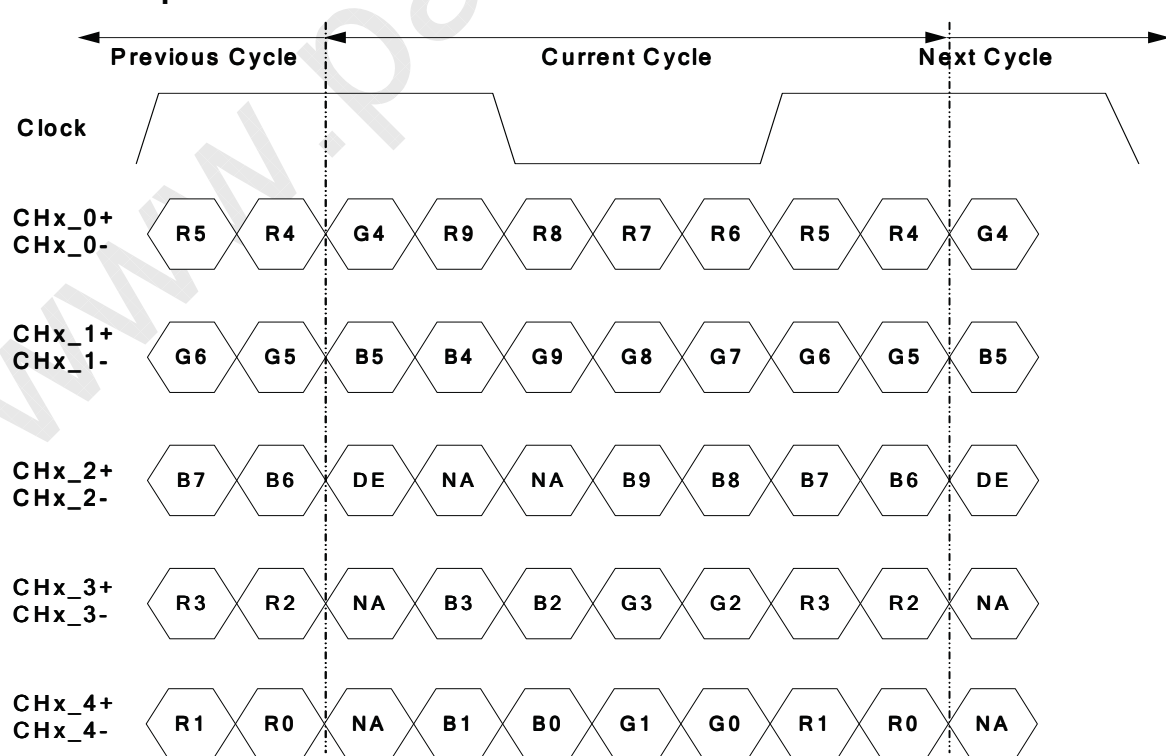 Previous Cycle Current Cycle Next Cycle
Clock
CHx_0+
CHx_0-
R5 R4 G4 R9 R8 R7 R6 R5 R4 G4
CHx_1+
CHx_1-
G6 G5 B5 B4 G9 G8 G7 G6 G5 B5
CHx_2+
CHx_2-
B7 B6 DE NA NA B9 B8 B7 B6 DE
CHx_3+
CHx_3-
R3 R2 NA B3 B2 G3 G2 R3 R2 NA
CHx_4+
CHx_4-
R1 R0 NA B1 B0 G1 G0 R1 R0 NA
www.pa